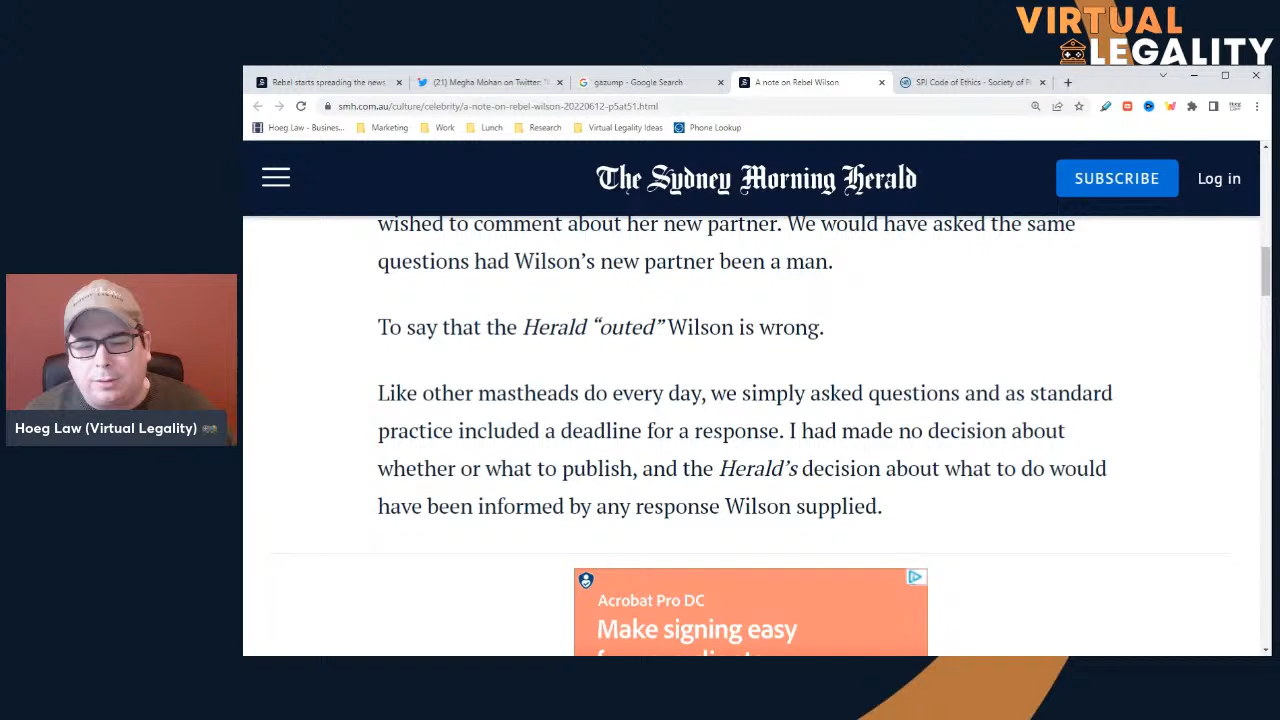 VIRTUAL
LEGALITY
Rebel starts spreading the news
(21) Megha Mohan on Twitter: "
gazump - Google Search
A note on Rebel Wilson
SPJ Code of Ethics - Society of P
smh.com.au/culture/celebrity/a-note-on-rebel-wilson-20220612-p5at51.html
Hoeg Law - Busines...
Marketing
Work
Lunch
Research
Virtual Legality Ideas
Phone Lookup
The Sydney Morning Herald
SUBSCRIBE
Log in
wished to comment about her new partner. We would have asked the same
questions had Wilson's new partner been a man.
To say that the Herald “outed” Wilson is wrong.
Like other mastheads do every day, we simply asked questions and as standard
practice included a deadline for a response. I had made no decision about
whether or what to publish, and the Herald's decision about what to do would
have been informed by any response Wilson supplied.
Hoeg Law (Virtual Legality)
Acrobat Pro DC
Make signing easy